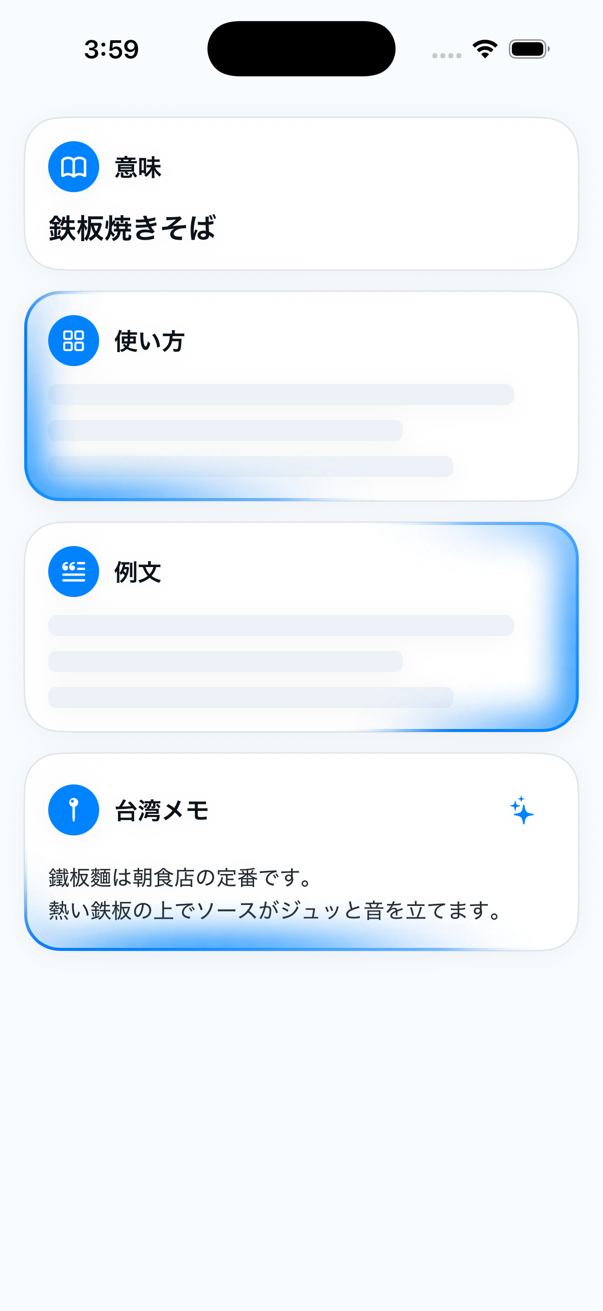 3:59
意味
鉄板焼きそば
使い方
例文
台湾メモ
鐵板麵は朝食店の定番です。
熱い鉄板の上でソースがジュッと音を立てます。